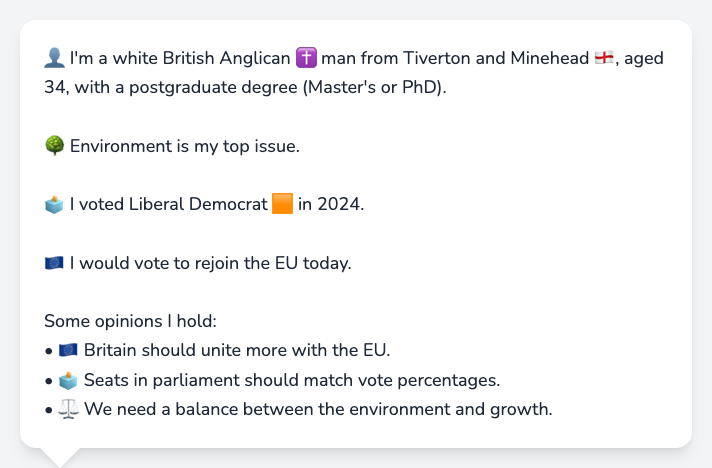 👤 I'm a white British Anglican ✝️ man from Tiverton and Minehead 🏴󠁧󠁢󠁥󠁮󠁧󠁿, aged
34, with a postgraduate degree (Master's or PhD).
🌳 Environment is my top issue.
🗳️ I voted Liberal Democrat 🟧 in 2024.
🇪🇺 I would vote to rejoin the EU today.
Some opinions I hold:
• 🇪🇺 Britain should unite more with the EU.
• 🗳️ Seats in parliament should match vote percentages.
• ⚖️ We need a balance between the environment and growth.